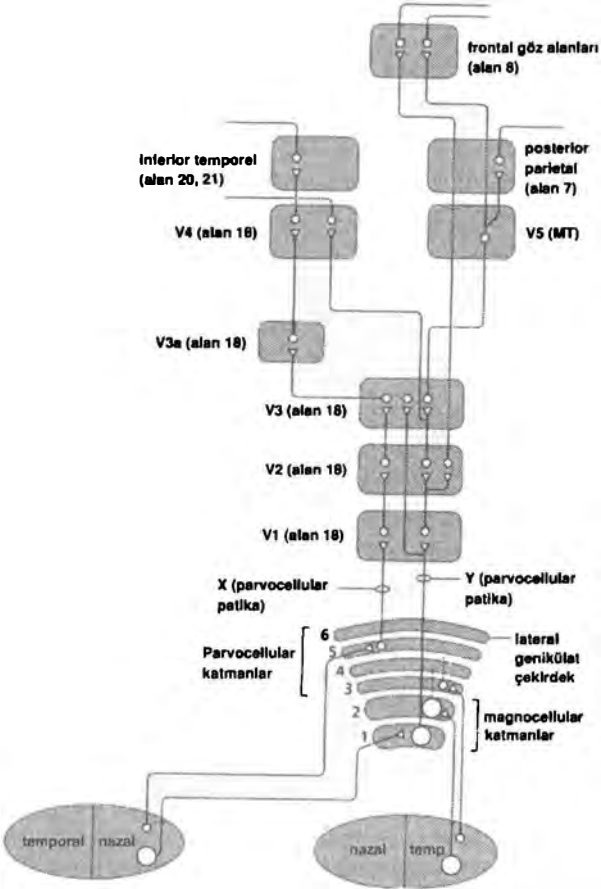 frontal göz alanları
(alan 8)
inferior temporel
(alan 20, 21)
posterior
parietal
(alan 7)
V4 (alan 18)
V5 (MT)
V3a (alan 18)
V3 (alan 18)
V2 (alan 18)
V1 (alan 18)
X (parvocellular
patika)
Y (parvocellular
patika)
Parvocellular
katmanlar
6
5
4
3
2
1
lateral
genikülat
çekirdek
magnocellular
katmanlar
temporal nazal
nazal temp